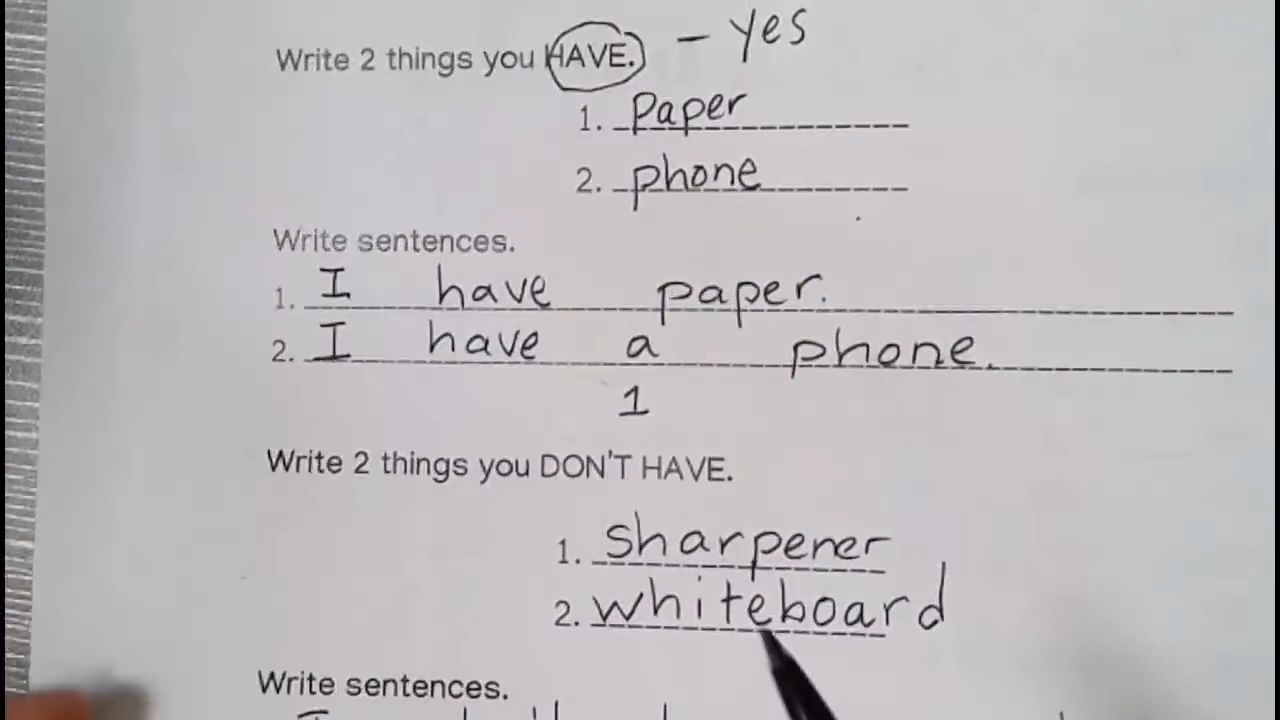 Write 2 things you HAVE. – yes
1. Paper
2. phone
Write sentences.
1. I have paper.
2. I have a phone.
1
Write 2 things you DON'T HAVE.
1. sharpener
2. whiteboard
Write sentences.